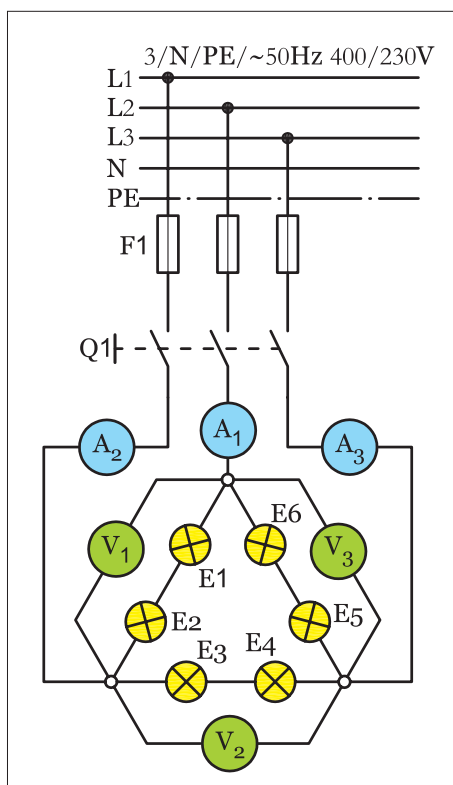 3/N/PE/~50Hz 400/230V
L1
L2
L3
N
PE
F1
Q1
A1
A2
A3
E6
V1
V3
E1
E2
E5
E3
E4
V2